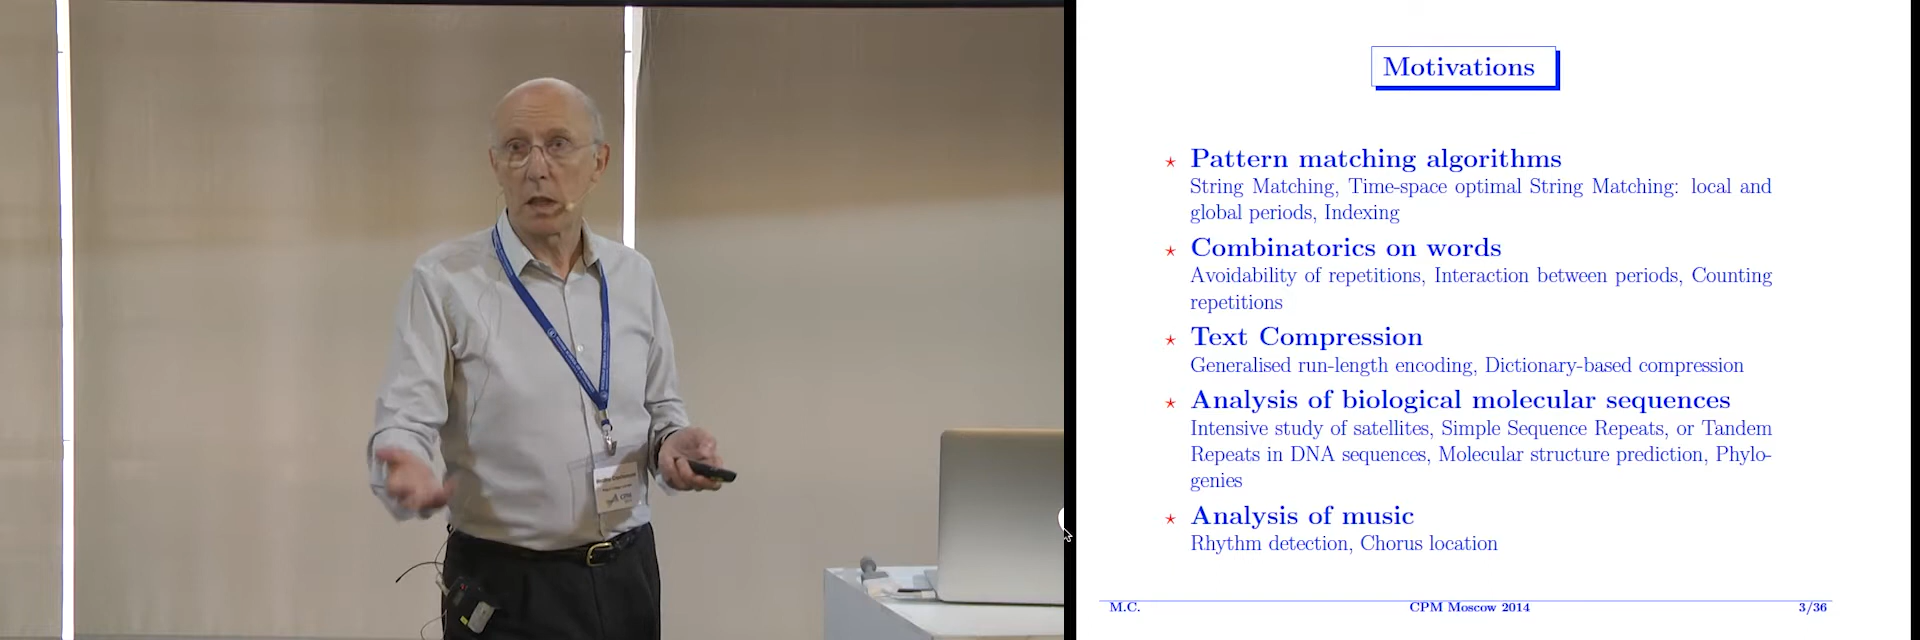 Motivations
Pattern matching algorithms
String Matching, Time-space optimal String Matching: local and
global periods, Indexing
Combinatorics on words
Avoidability of repetitions, Interaction between periods, Counting
repetitions
Text Compression
Generalised run-length encoding, Dictionary-based compression
Analysis of biological molecular sequences
Intensive study of satellites, Simple Sequence Repeats, or Tandem
Repeats in DNA sequences, Molecular structure prediction, Phylo-
genies
Analysis of music
Rhythm detection, Chorus location
M.C. CPM Moscow 2014 3/36
CPM